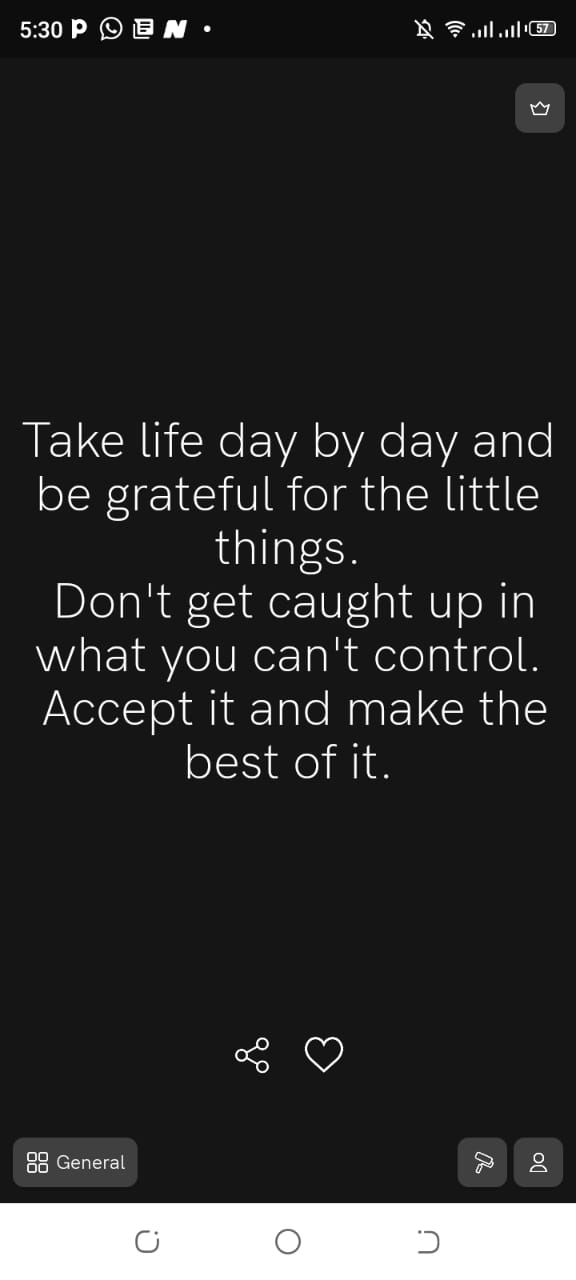 5:30
57
Take life day by day and
be grateful for the little
things.
Don't get caught up in
what you can't control.
Accept it and make the
best of it.
General